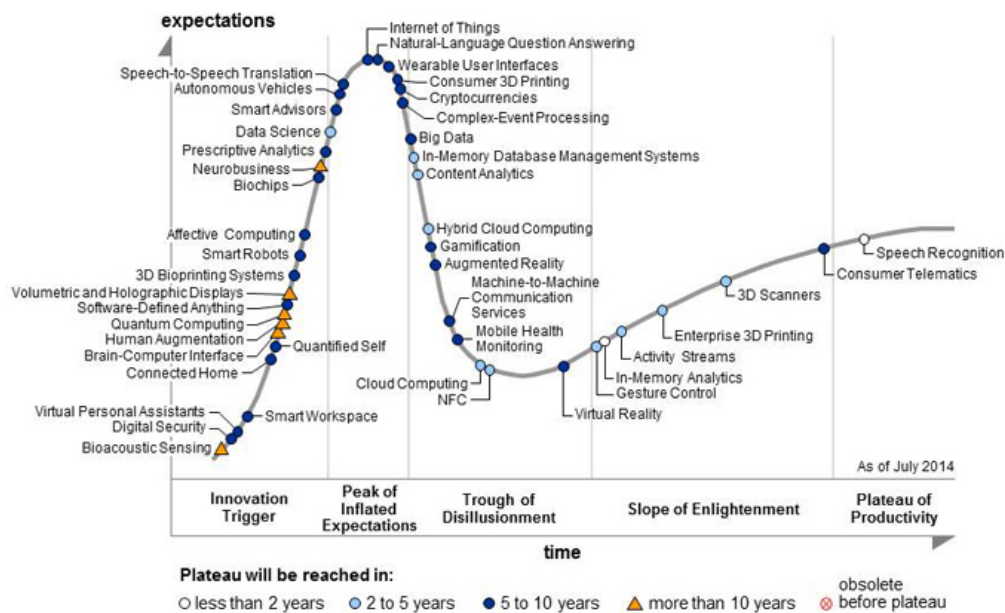 expectations
Internet of Things
Natural-Language Question Answering
Wearable User Interfaces
Consumer 3D Printing
Cryptocurrencies
Complex-Event Processing
Speech-to-Speech Translation
Autonomous Vehicles
Smart Advisors
Data Science
Prescriptive Analytics
Neurobusiness
Biochips
Big Data
In-Memory Database Management Systems
Content Analytics
Hybrid Cloud Computing
Gamification
Augmented Reality
Machine-to-Machine
Communication
Services
Mobile Health
Monitoring
Affective Computing
Smart Robots
3D Bioprinting Systems
Volumetric and Holographic Displays
Software-Defined Anything
Quantum Computing
Human Augmentation
Brain-Computer Interface
Quantified Self
Connected Home
Cloud Computing
NFC
Virtual Personal Assistants
Digital Security
Smart Workspace
Bioacoustic Sensing
Speech Recognition
Consumer Telematics
3D Scanners
Enterprise 3D Printing
Activity Streams
In-Memory Analytics
Gesture Control
Virtual Reality
As of July 2014
Innovation
Trigger
Peak of
Inflated
Expectations
Trough of
Disillusionment
Slope of Enlightenment
Plateau of
Productivity
time
Plateau will be reached in:
less than 2 years
2 to 5 years
5 to 10 years
more than 10 years
obsolete
before plateau